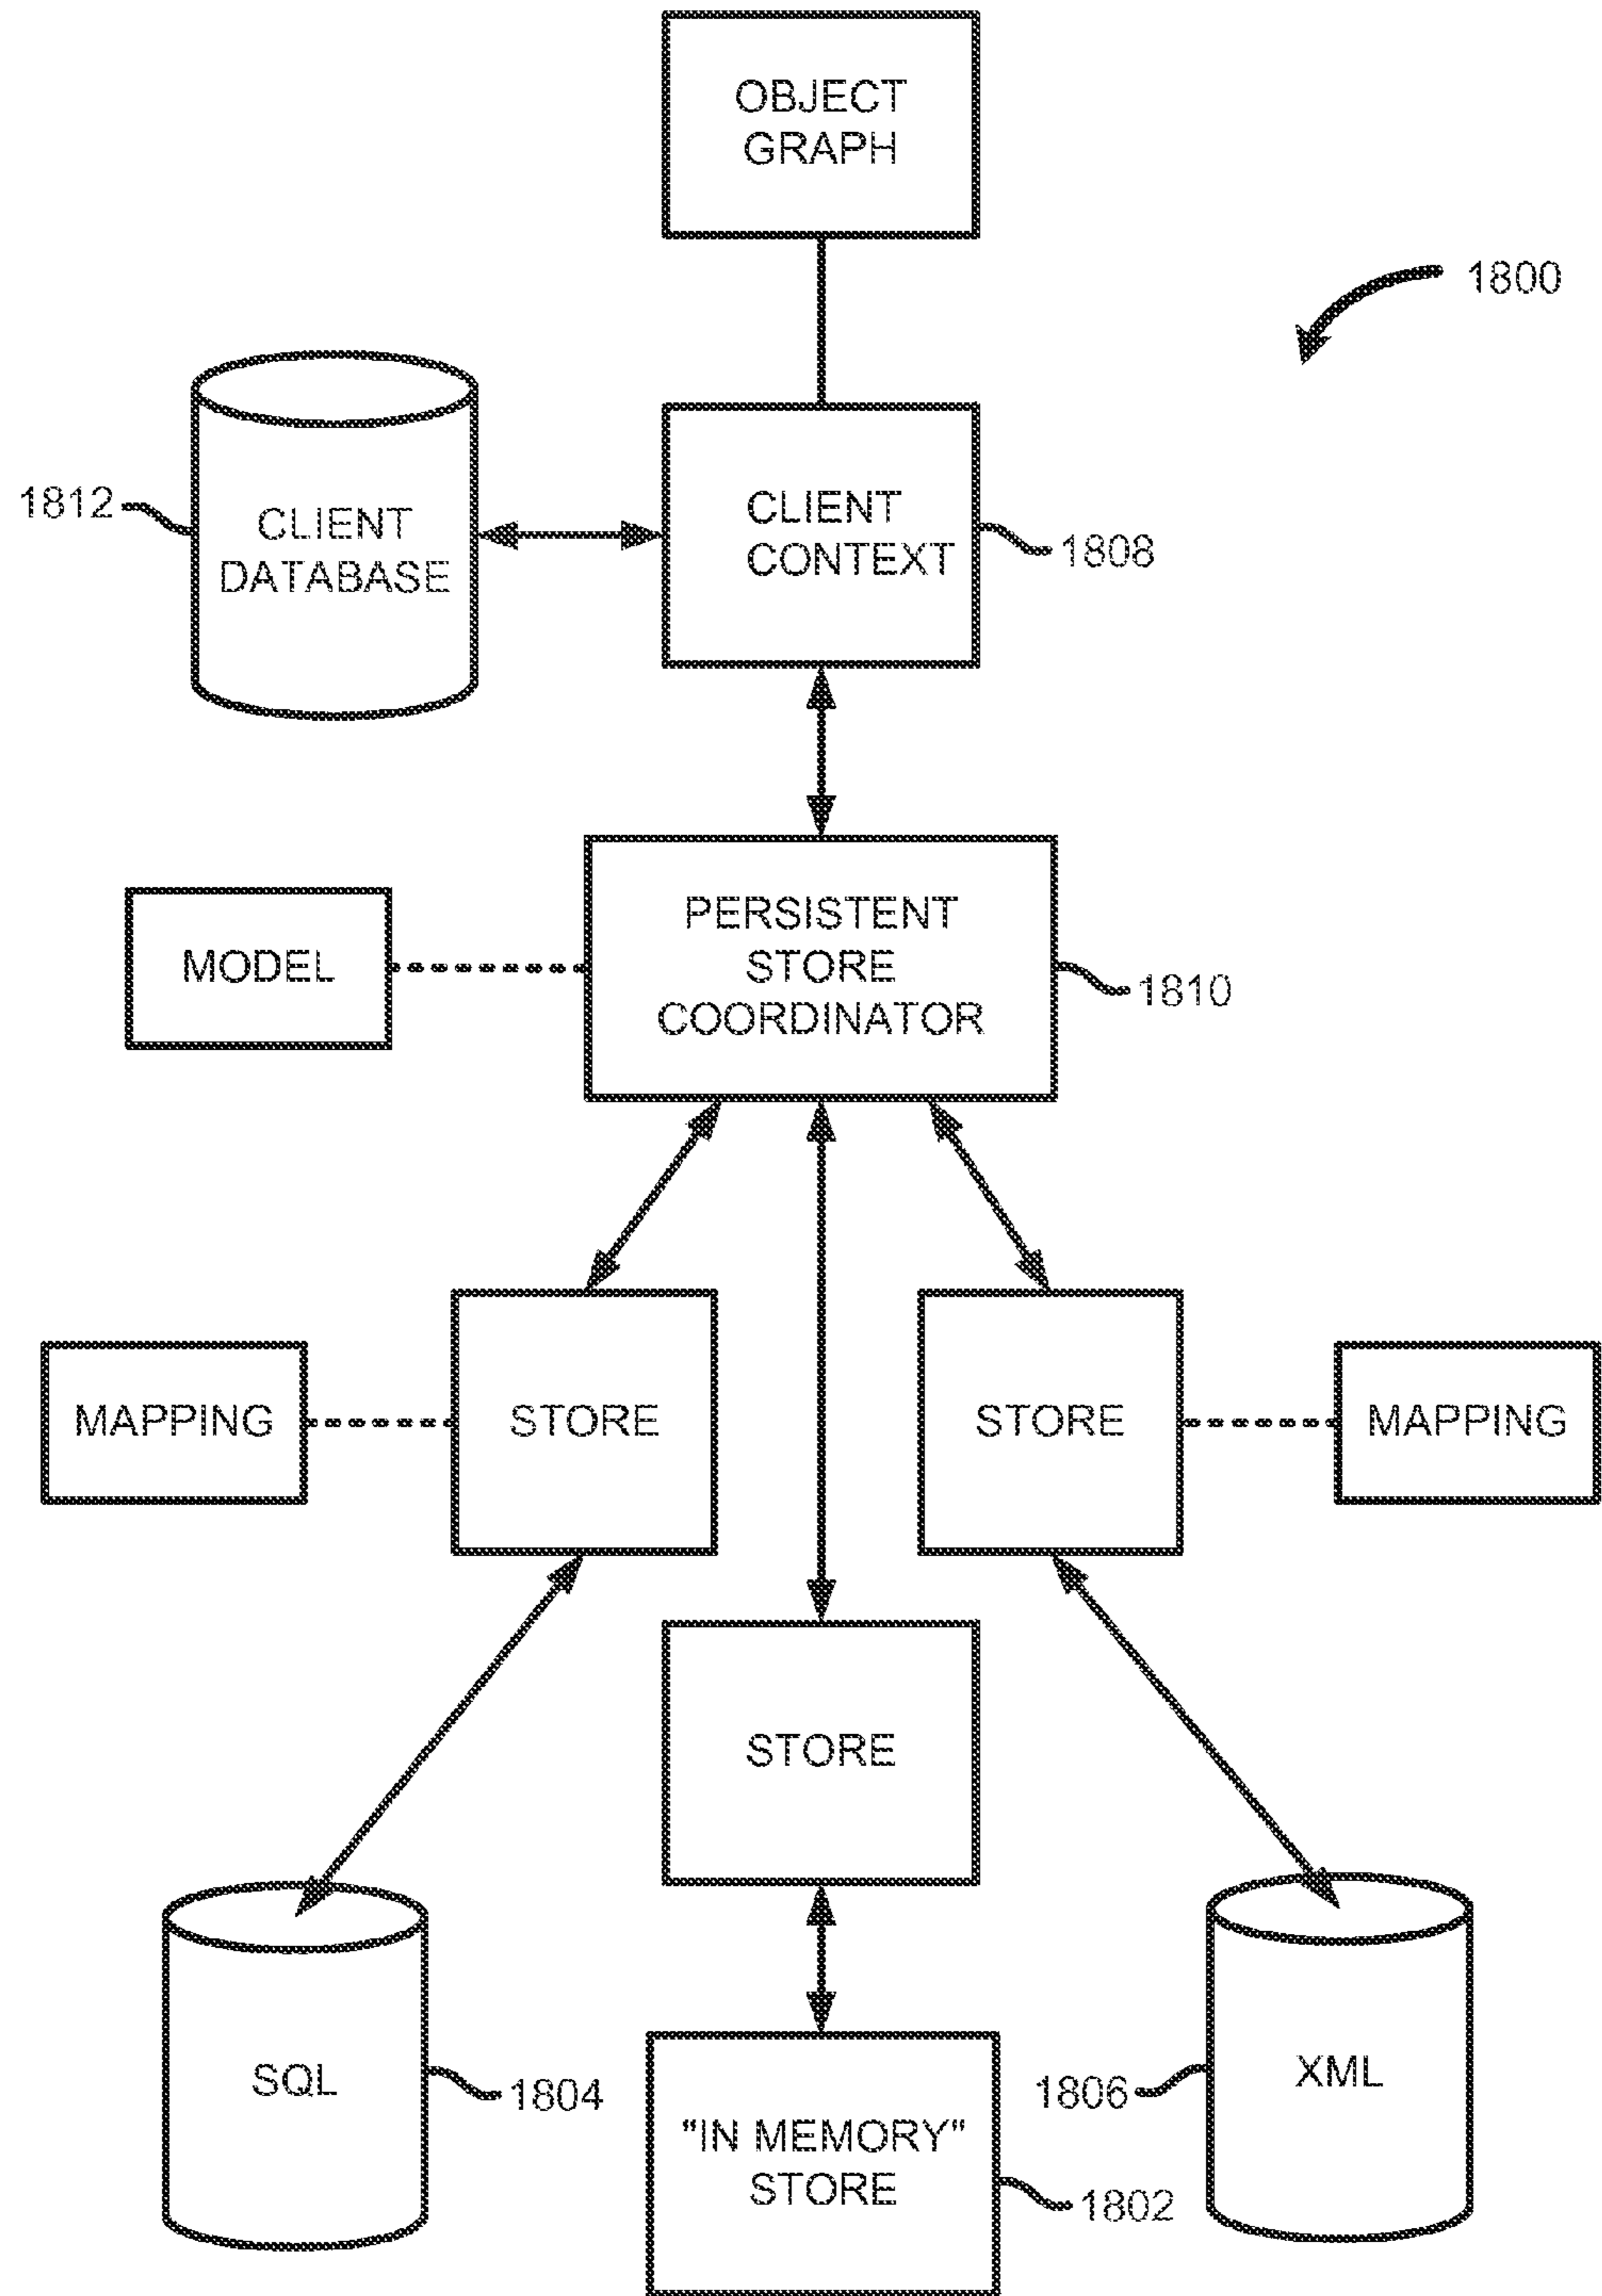 OBJECT
GRAPH
1800
1812
CLIENT
DATABASE
CLIENT
CONTEXT
1808
MODEL
PERSISTENT
STORE
COORDINATOR
1810
MAPPING
STORE
STORE
MAPPING
STORE
SQL
1804
"IN MEMORY"
STORE
1802
1806
XML